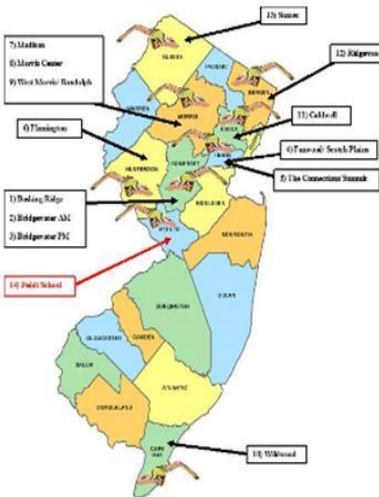 13) Sussex
7) Madison
8) Morris Center
9) West Morris/ Randolph
12) Ridgewood
11) Caldwell
6) Flemington
4) Fanwood/ Scotch Plains
5) The Connection/ Summit
1) Basking Ridge
2) Bridgewater AM
3) Bridgewater PM
14) Peddi School
10) Wildwood
SUSSEX
PASSAIC
BERGEN
WARREN
MORRIS
ESSEX
UNION
SOMERSET
HUNTERDON
MIDDLESEX
MERCER
MONMOUTH
OCEAN
BURLINGTON
GLOUCESTER
CAMDEN
SALEM
ATLANTIC
CUMBERLAND
CAPE MAY